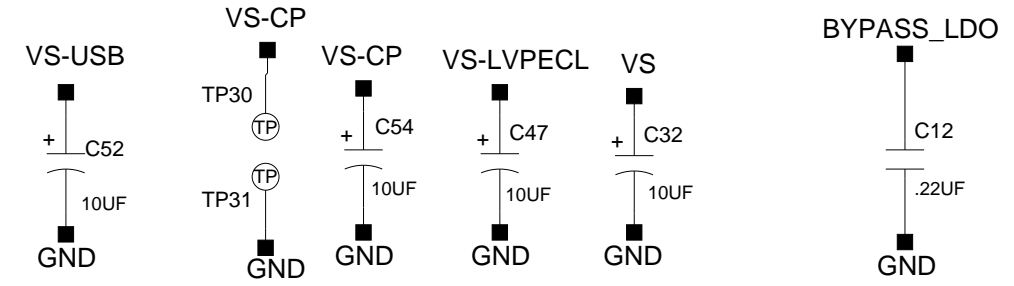 VS-CP
BYPASS_LDO
VS-USB
VS-CP
VS-LVPECL
VS
TP30
TP
+
C52
10UF
TP
TP31
+
C54
10UF
+
C47
10UF
+
C32
10UF
C12
.22UF
GND
GND
GND
GND
GND
GND